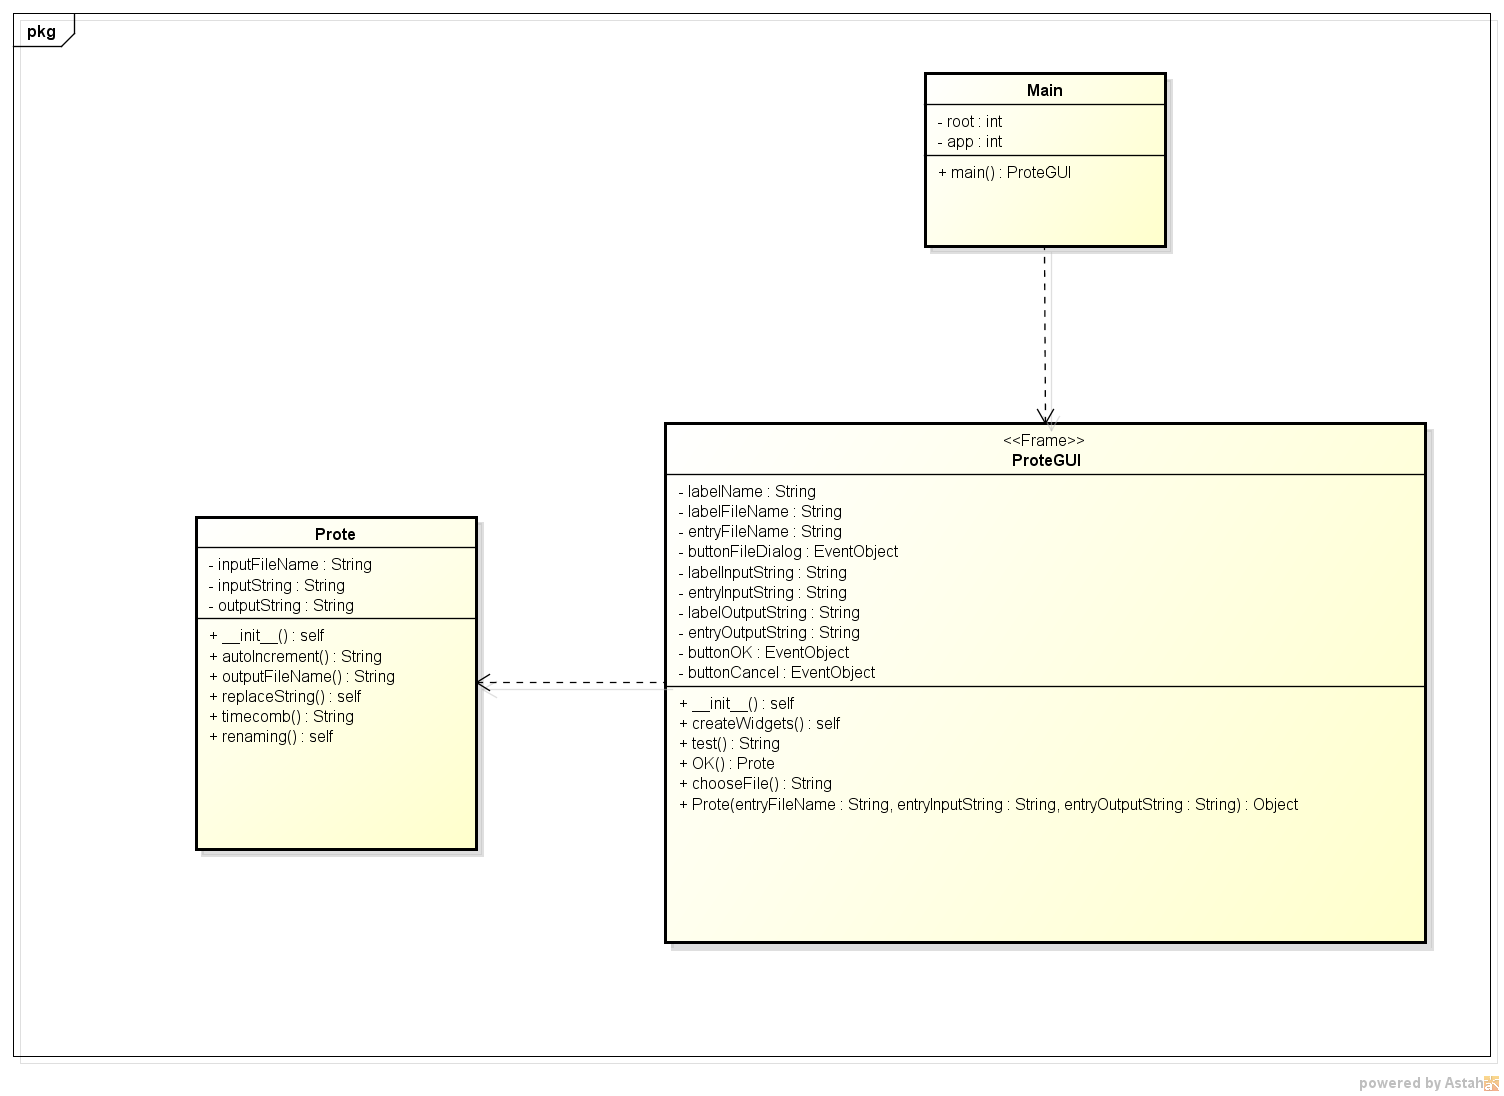 pkg
Main
- root : int
- app : int
+ main() : ProteGUI
<<Frame>>
ProteGUI
- labelName : String
- labelFileName : String
- entryFileName : String
- buttonFileDialog : EventObject
- labelInputString : String
- entryInputString : String
- labelOutputString : String
- entryOutputString : String
- buttonOK : EventObject
- buttonCancel : EventObject
+ __init__() : self
+ createWidgets() : self
+ test() : String
+ OK() : Prote
+ chooseFile() : String
+ Prote(entryFileName : String, entryInputString : String, entryOutputString : String) : Object
Prote
- inputFileName : String
- inputString : String
- outputString : String
+ __init__() : self
+ autoIncrement() : String
+ outputFileName() : String
+ replaceString() : self
+ timecomb() : String
+ renaming() : self
powered by Astah